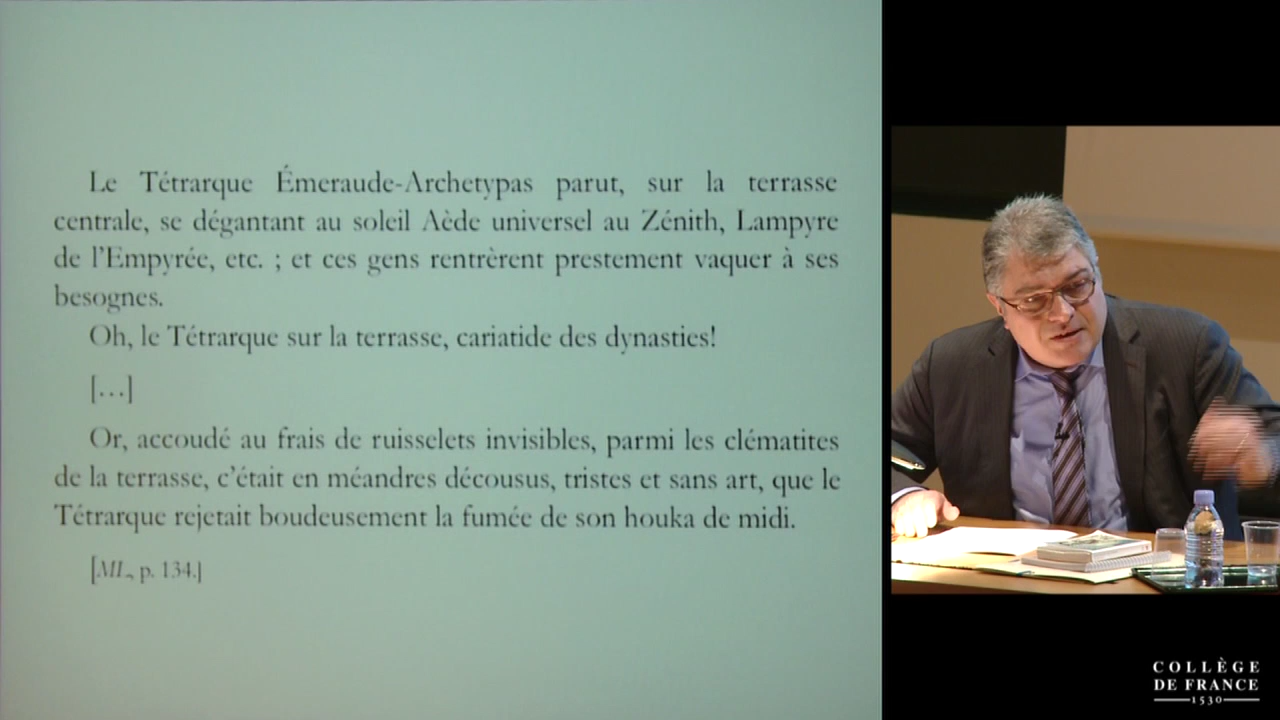 Le Tétrarque Émeraude-Archetypas parut, sur la terrasse
centrale, se dégantant au soleil Aède universel au Zénith, Lampyre
de l'Empyrée, etc. ; et ces gens rentrèrent prestement vaquer à ses
besognes.
Oh, le Tétrarque sur la terrasse, cariatide des dynasties!
[…]
Or, accoudé au frais de ruisselets invisibles, parmi les clématites
de la terrasse, c'était en méandres décousus, tristes et sans art, que le
Tétrarque rejetait boudeusement la fumée de son houka de midi.
[ML, p. 134.]
COLLÈGE
DE FRANCE
1530